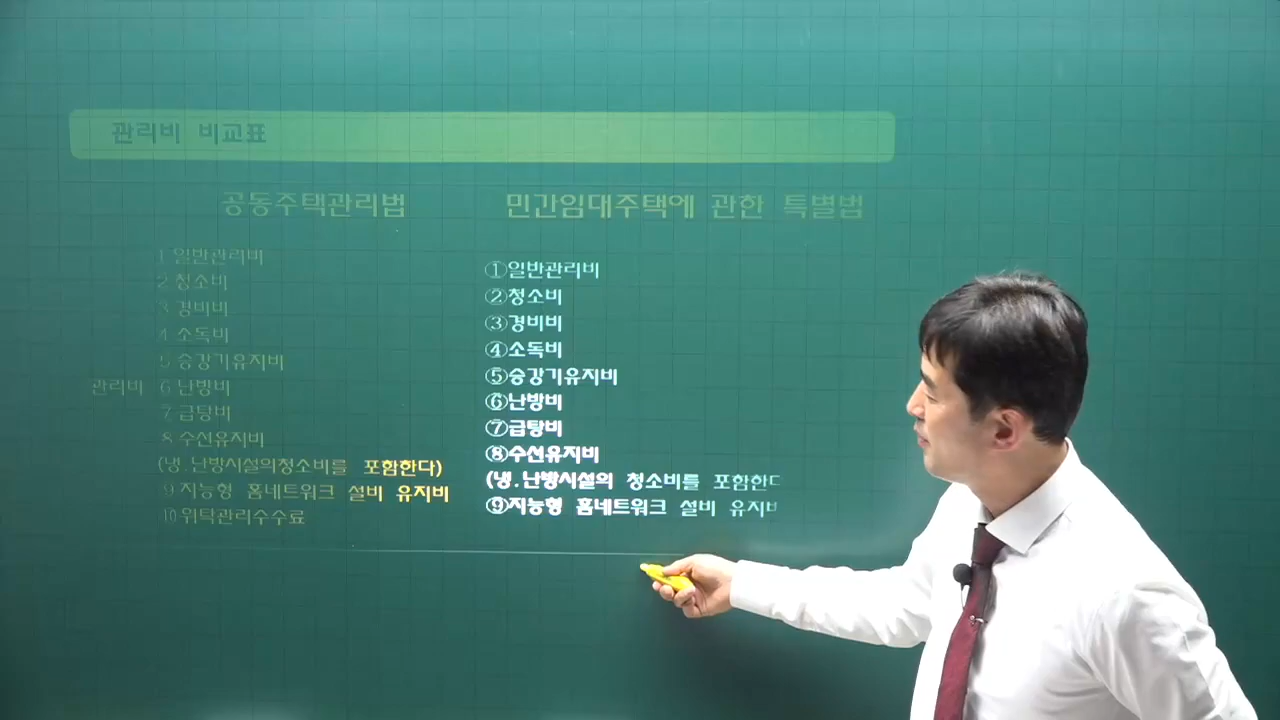 관리비 비교표
공동주택관리법
1 일반관리비
2 청소비
3 경비비
4 소독비
5 승강기유지비
관리비 6 난방비
7 급탕비
8 수선유지비
(냉.난방시설의청소비를 포함한다)
9 지능형 홈네트워크 설비 유지비
10 위탁관리수수료
민간임대주택에 관한 특별법
①일반관리비
②청소비
③경비비
④소독비
⑤승강기유지비
⑥난방비
⑦급탕비
⑧수선유지비
(냉.난방시설의 청소비를 포함한
⑨지능형 홈네트워크 설비 유지비